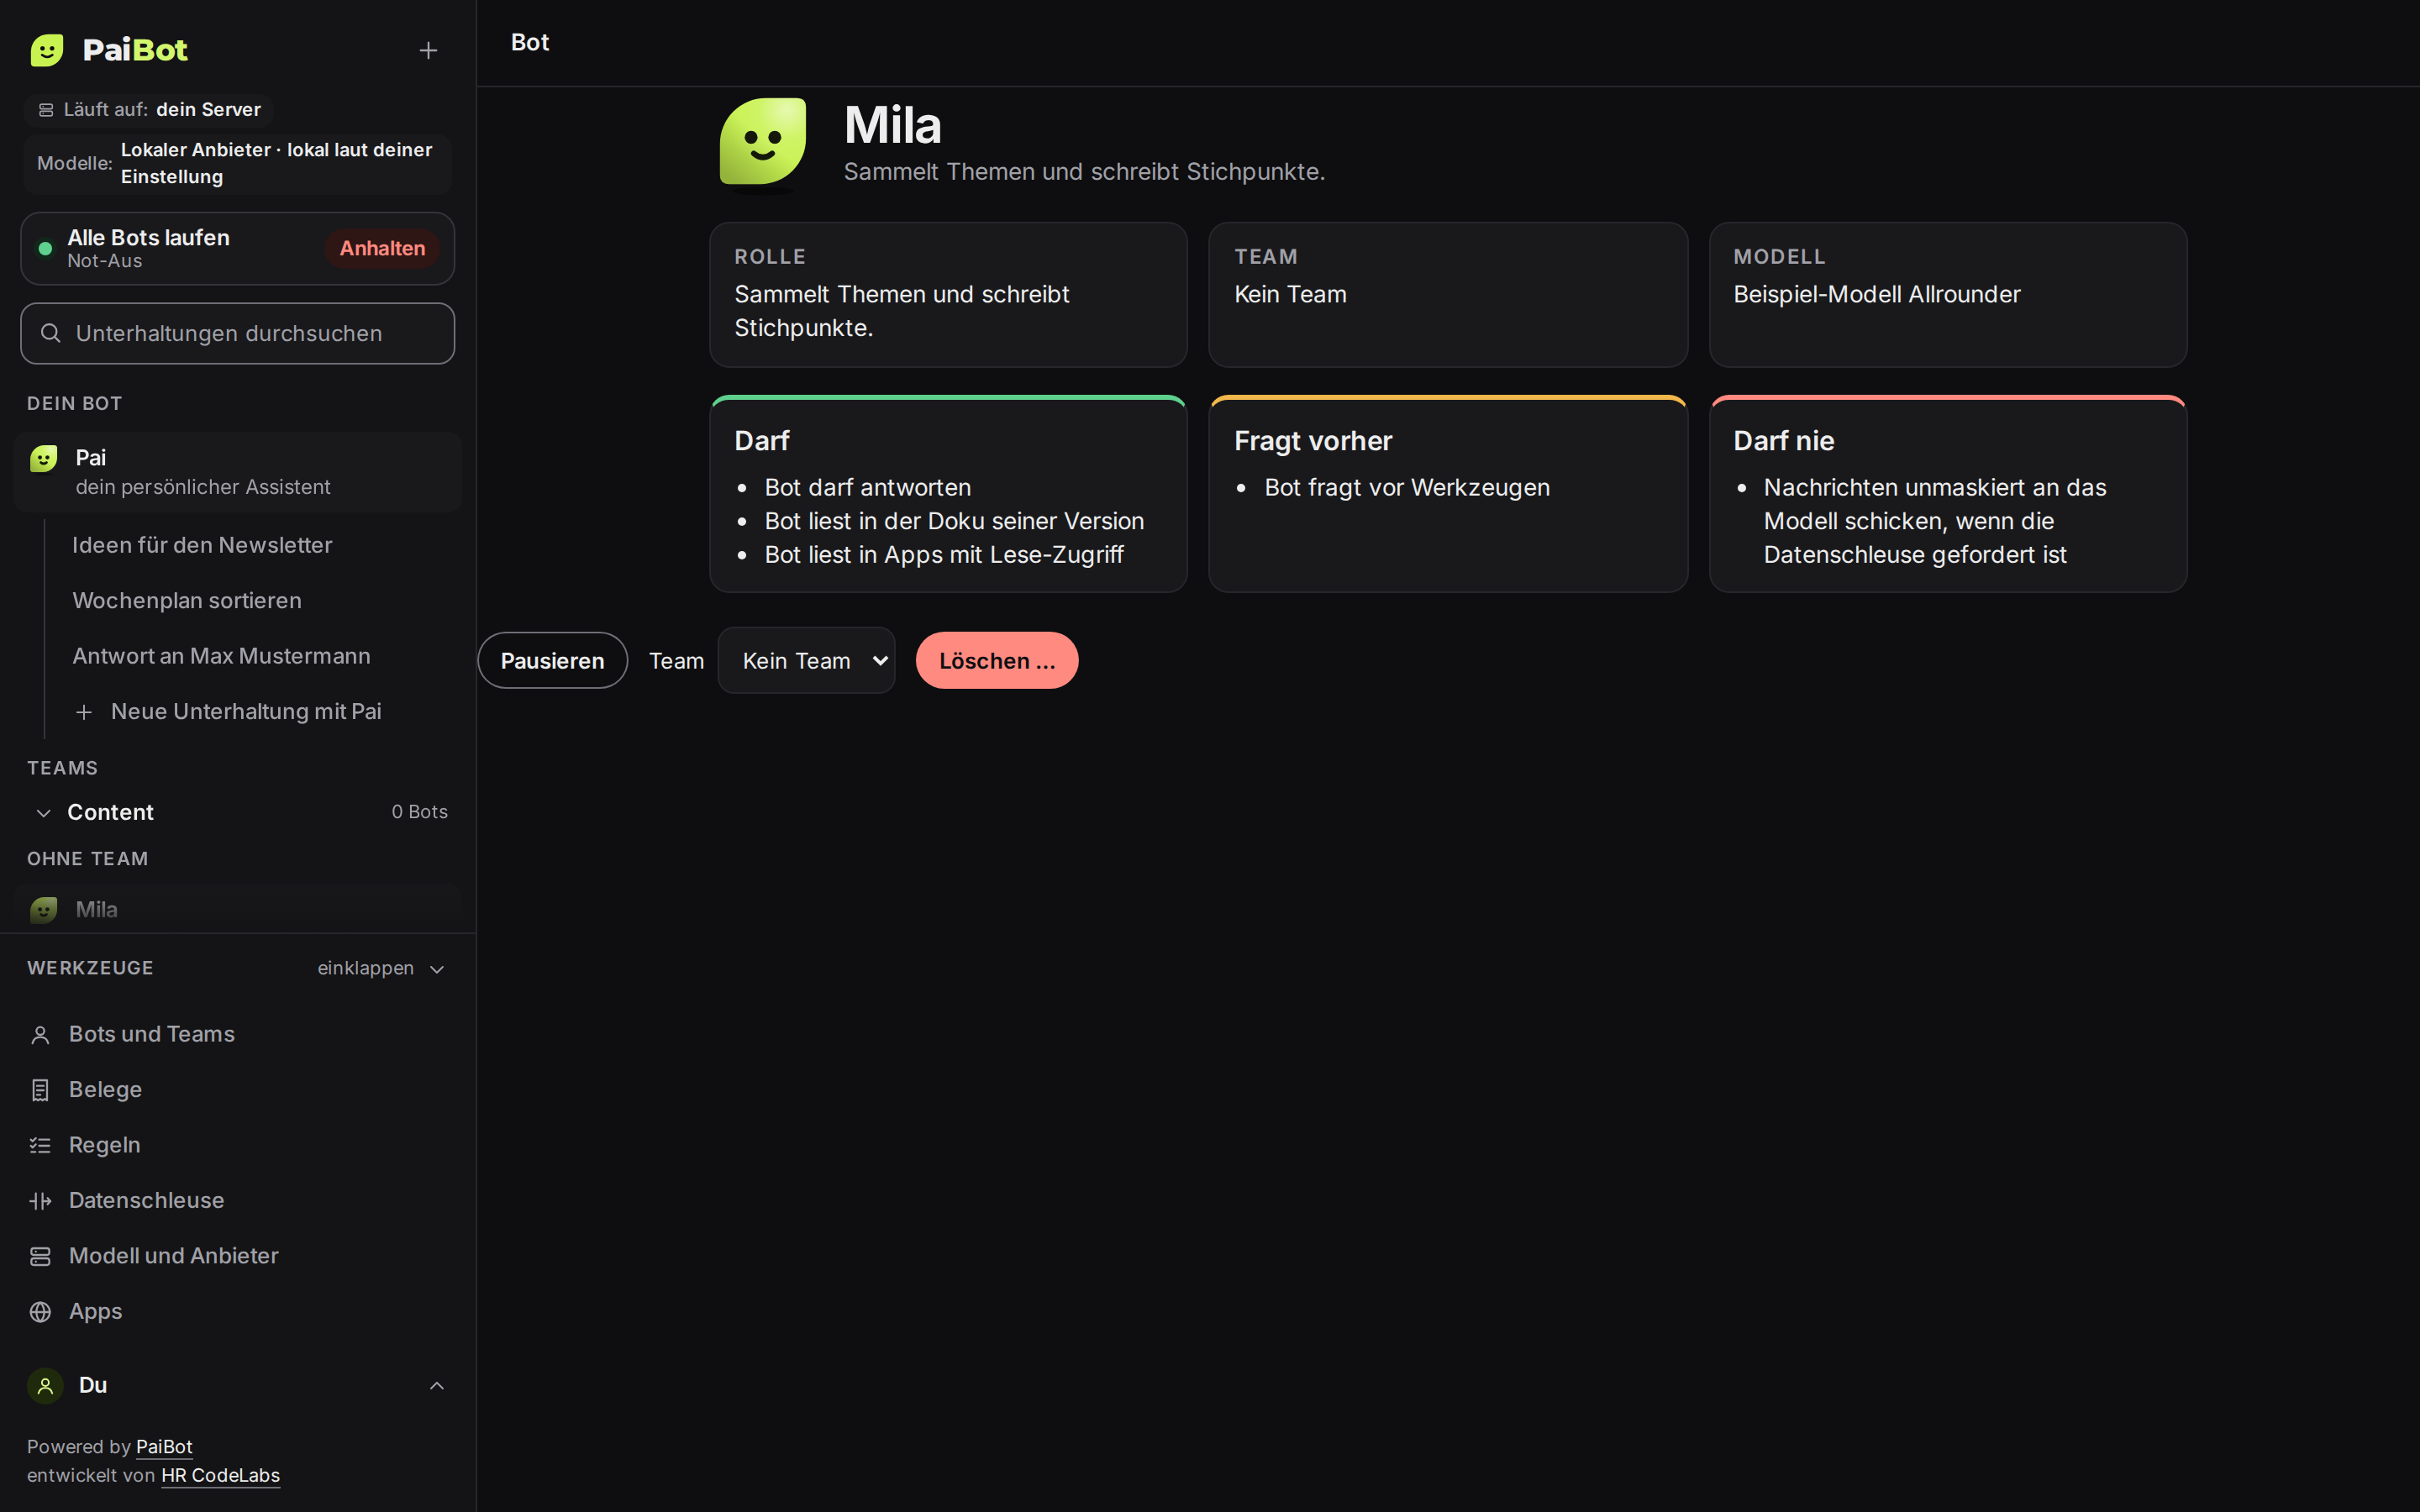 PaiBot
Läuft auf: dein Server
Modelle: Lokaler Anbieter · lokal laut deiner
Einstellung
Alle Bots laufen
Not-Aus
Anhalten
Unterhaltungen durchsuchen
DEIN BOT
Pai
dein persönlicher Assistent
Ideen für den Newsletter
Wochenplan sortieren
Antwort an Max Mustermann
Neue Unterhaltung mit Pai
TEAMS
Content 0 Bots
OHNE TEAM
Mila
WERKZEUGE einklappen
Bots und Teams
Belege
Regeln
Datenschleuse
Modell und Anbieter
Apps
Du
Powered by PaiBot
entwickelt von HR CodeLabs
Bot
Mila
Sammelt Themen und schreibt Stichpunkte.
ROLLE
Sammelt Themen und schreibt
Stichpunkte.
TEAM
Kein Team
MODELL
Beispiel-Modell Allrounder
Darf
• Bot darf antworten
• Bot liest in der Doku seiner Version
• Bot liest in Apps mit Lese-Zugriff
Fragt vorher
• Bot fragt vor Werkzeugen
Darf nie
• Nachrichten unmaskiert an das
Modell schicken, wenn die
Datenschleuse gefordert ist
Pausieren Team Kein Team Löschen ...